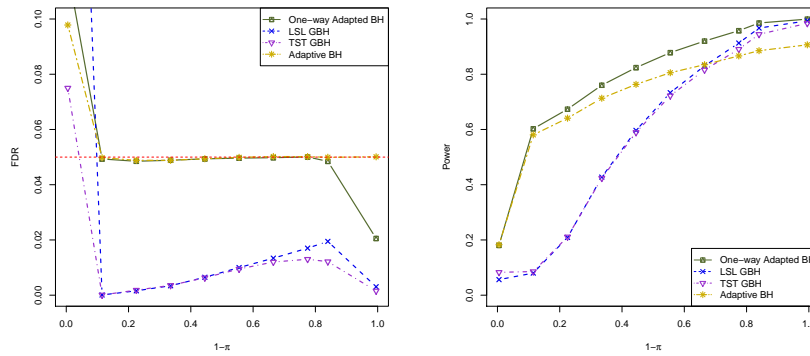 One-way Adapted BH
LSL GBH
TST GBH
Adaptive BH
FDR
0.10
0.08
0.06
0.04
0.02
0.00
0.0 0.2 0.4 0.6 0.8 1.0
1−π
Power
1.0
0.8
0.6
0.4
0.2
0.0
One-way Adapted BH
LSL GBH
TST GBH
Adaptive BH
0.0 0.2 0.4 0.6 0.8 1.0
1−π